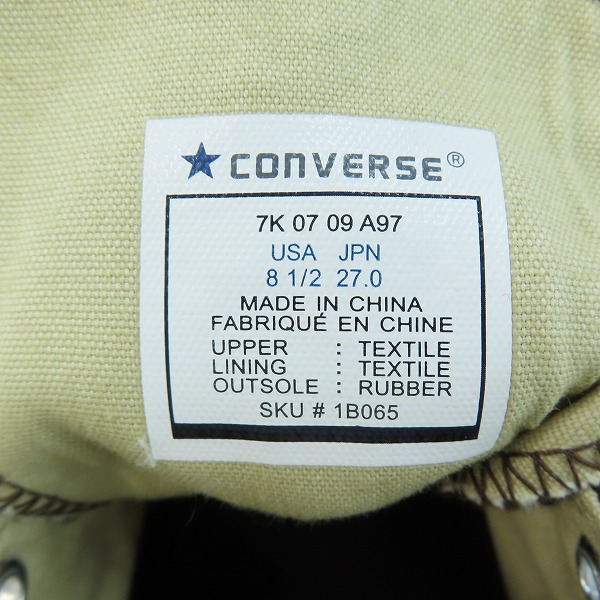 CONVERSE®
7K 07 09 A97
USA JPN
8 1/2 27.0
MADE IN CHINA
FABRIQUÉ EN CHINE
UPPER : TEXTILE
LINING : TEXTILE
OUTSOLE : RUBBER
SKU # 1B065